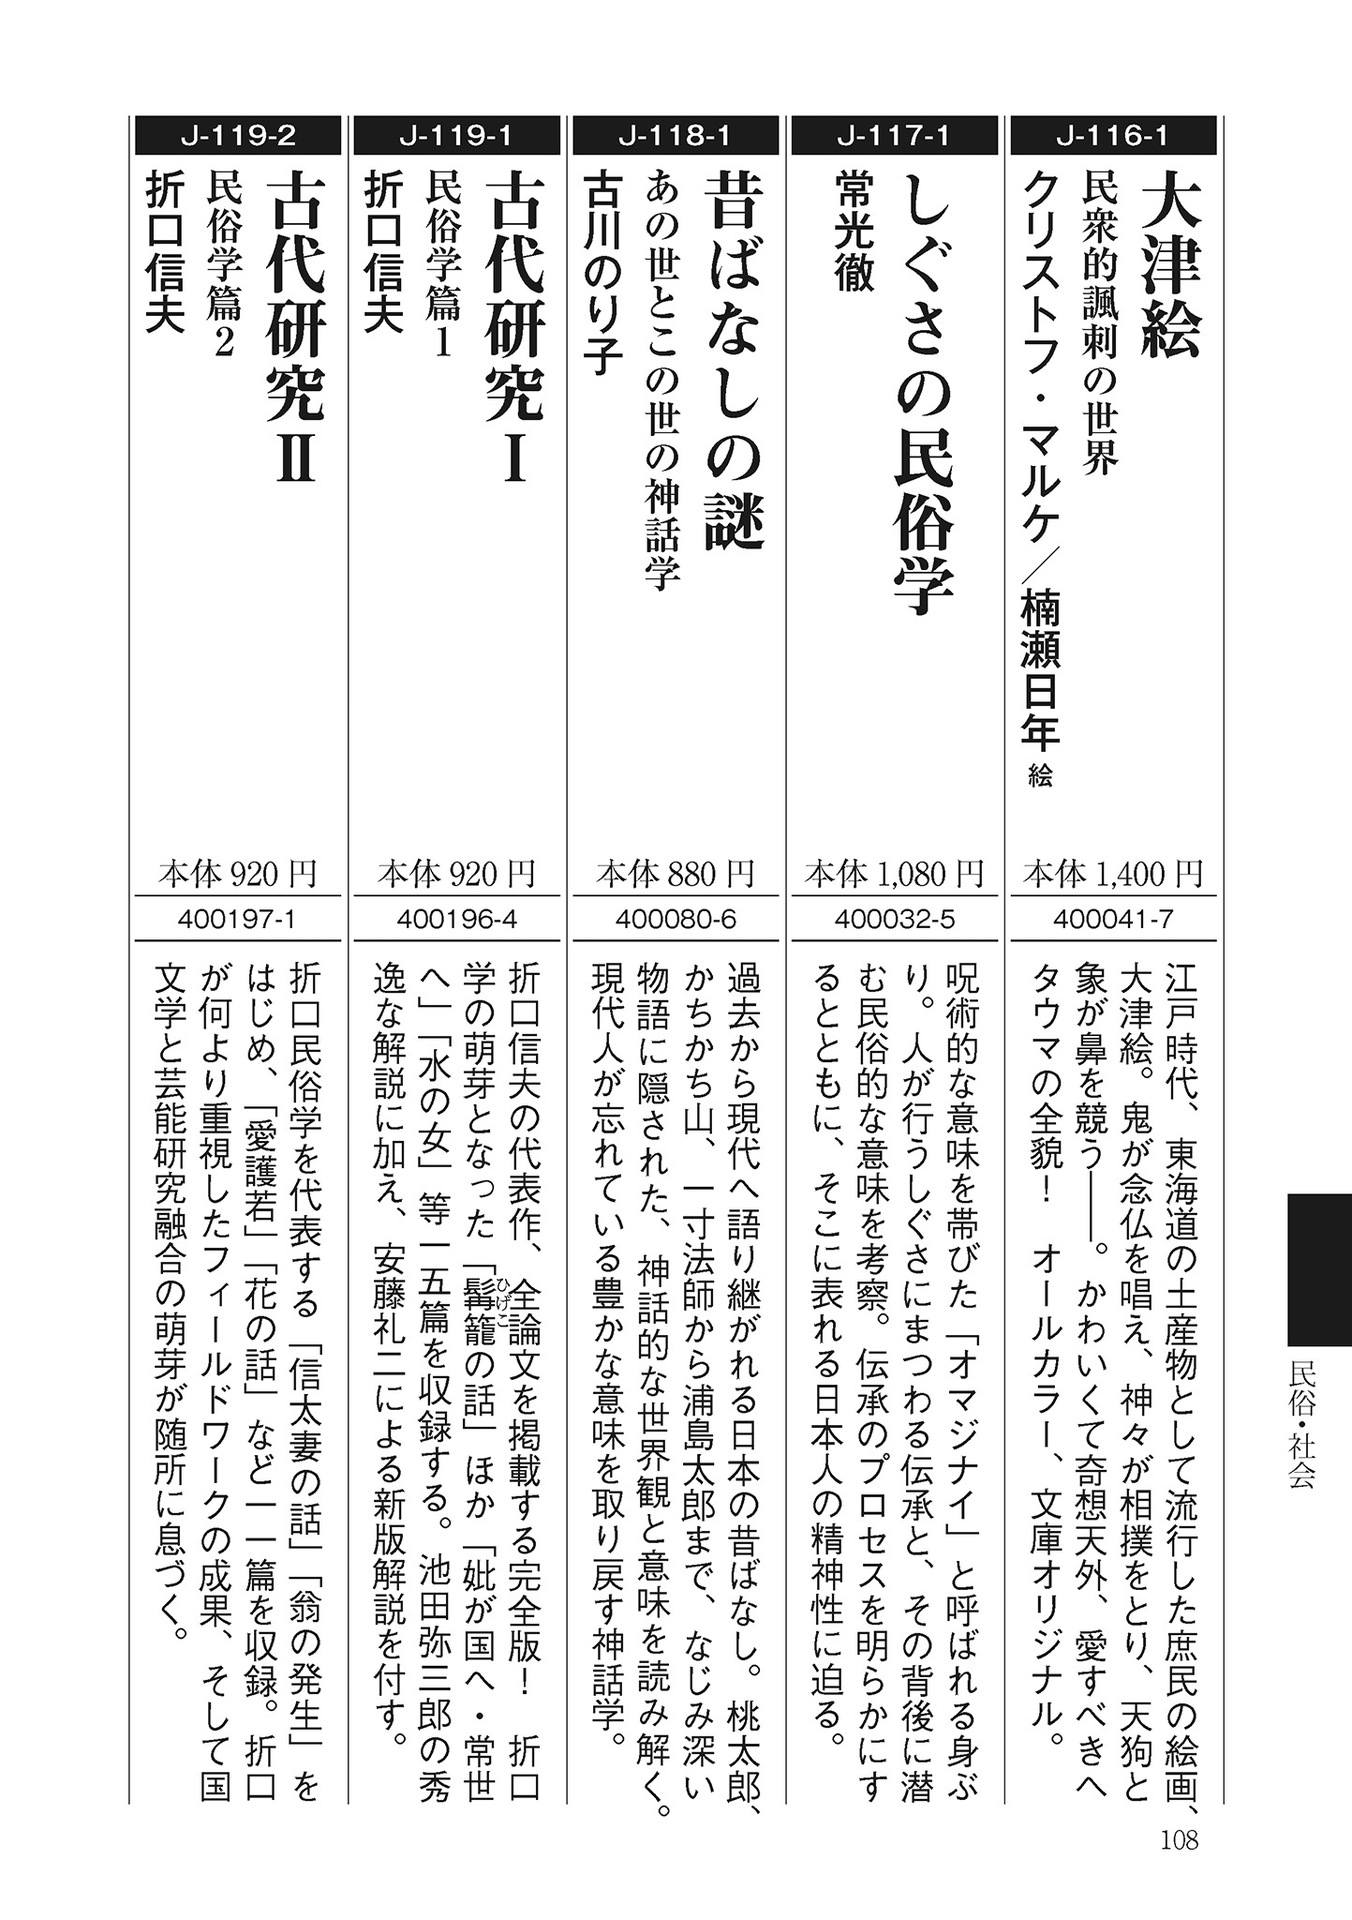 J-116-1
大津絵
民衆的諷刺の世界
クリストフ・マルケ／楠瀬日年 絵
本体 1,400 円
400041-7
江戸時代、東海道の土産物として流行した庶民の絵画、
大津絵。鬼が念仏を唱え、神々が相撲をとり、天狗と
象が鼻を競う――。かわいくて奇想天外、愛すべきヘ
タウマの全貌！　オールカラー、文庫オリジナル。
J-117-1
しぐさの民俗学
常光徹
本体 1,080 円
400032-5
呪術的な意味を帯びた「オマジナイ」と呼ばれる身ぶ
り。人が行うしぐさにまつわる伝承と、その背後に潜
む民俗的な意味を考察。伝承のプロセスを明らかにす
るとともに、そこに表れる日本人の精神性に迫る。
J-118-1
昔ばなしの謎
あの世とこの世の神話学
古川のり子
本体 880 円
400080-6
過去から現代へ語り継がれる日本の昔ばなし。桃太郎、
かちかち山、一寸法師から浦島太郎まで、なじみ深い
物語に隠された、神話的な世界観と意味を読み解く。
現代人が忘れている豊かな意味を取り戻す神話学。
J-119-1
古代研究Ⅰ
民俗学篇1
折口信夫
本体 920 円
400196-4
折口信夫の代表作、全論文を掲載する完全版！　折口
学の萌芽となった「髯籠の話」ほか「妣が国へ・常世
ひげこ
へ」「水の女」等一五篇を収録する。池田弥三郎の秀
逸な解説に加え、安藤礼二による新版解説を付す。
J-119-2
古代研究Ⅱ
民俗学篇2
折口信夫
本体 920 円
400197-1
折口民俗学を代表する「信太妻の話」「翁の発生」を
はじめ、「愛護若」「花の話」など一一篇を収録。折口
が何より重視したフィールドワークの成果、そして国
文学と芸能研究融合の萌芽が随所に息づく。
民俗・社会
108